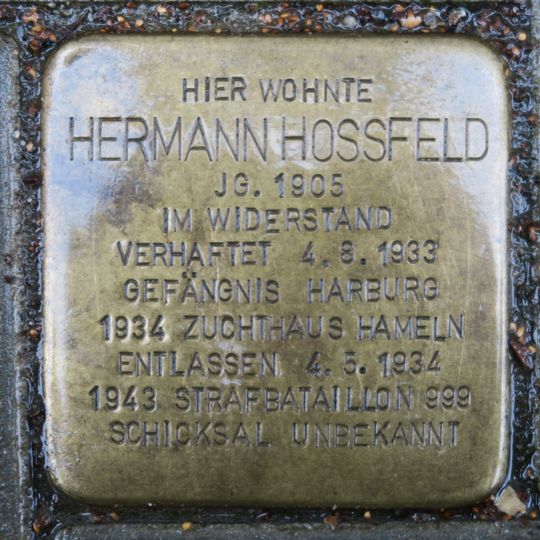 HIER WOHNTE
HERMANN HOSSFELD
JG. 1905
IM WIDERSTAND
VERHAFTET 4.8.1933
GEFÄNGNIS HARBURG
1934 ZUCHTHAUS HAMELN
ENTLASSEN 4.5.1934
1943 STRAFBATAILLON 999
SCHICKSAL UNBEKANNT